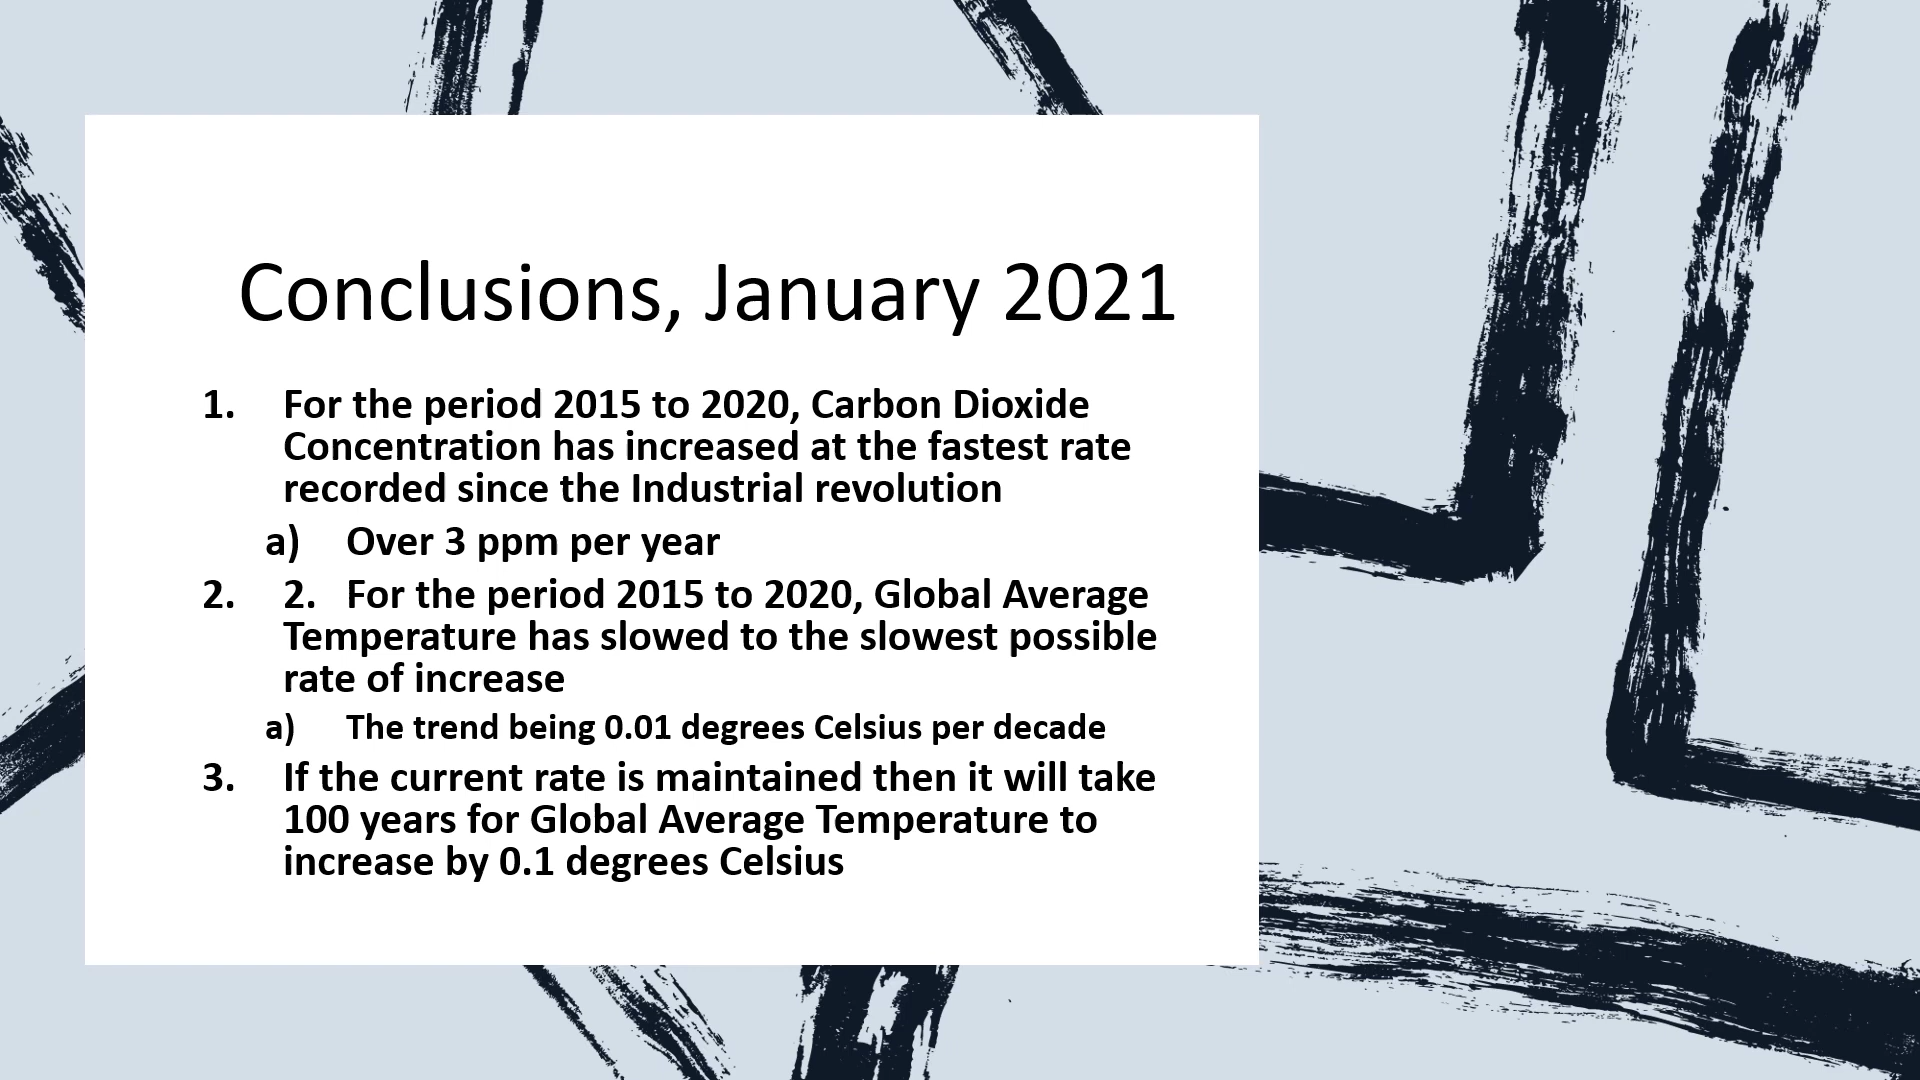 Conclusions, January 2021
1. For the period 2015 to 2020, Carbon Dioxide
Concentration has increased at the fastest rate
recorded since the Industrial revolution
a) Over 3 ppm per year
2. 2. For the period 2015 to 2020, Global Average
Temperature has slowed to the slowest possible
rate of increase
a) The trend being 0.01 degrees Celsius per decade
3. If the current rate is maintained then it will take
100 years for Global Average Temperature to
increase by 0.1 degrees Celsius